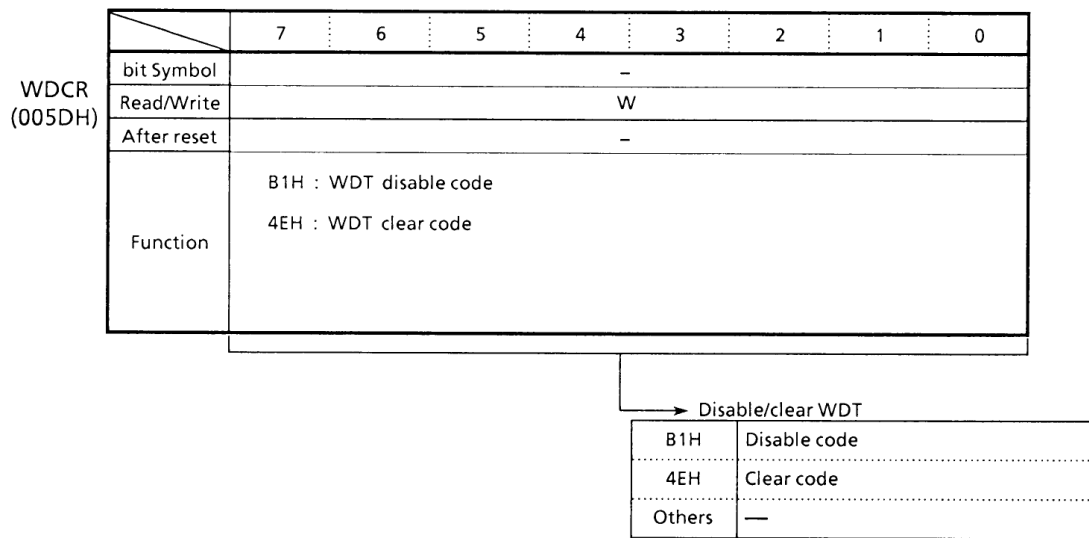 7 6 5 4 3 2 1 0
WDCR
(005DH)
bit Symbol –
Read/Write W
After reset –
Function
B1H : WDT disable code
4EH : WDT clear code
Disable/clear WDT
B1H Disable code
4EH Clear code
Others —